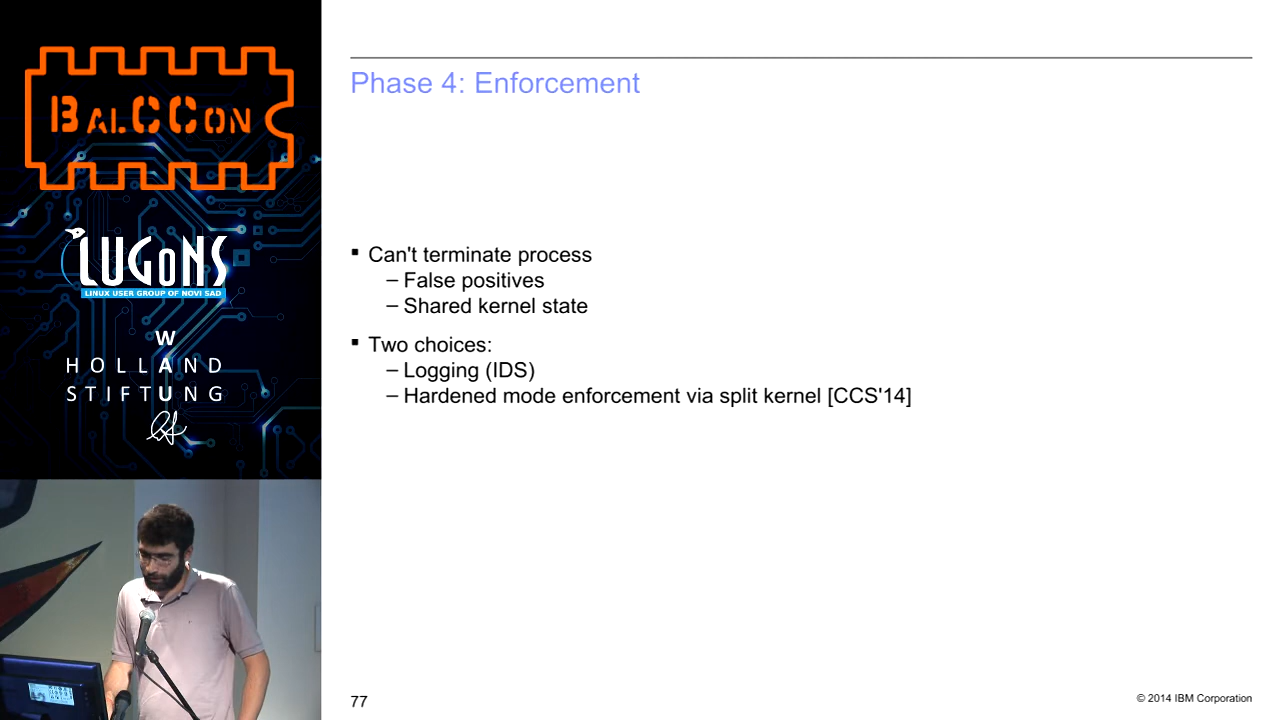 BALCCON
LUGONS
LINUX USER GROUP OF NOVI SAD
W
HOLLAND
STIFTUNG
Phase 4: Enforcement
Can't terminate process
– False positives
– Shared kernel state
Two choices:
– Logging (IDS)
– Hardened mode enforcement via split kernel [CCS'14]
77
© 2014 IBM Corporation